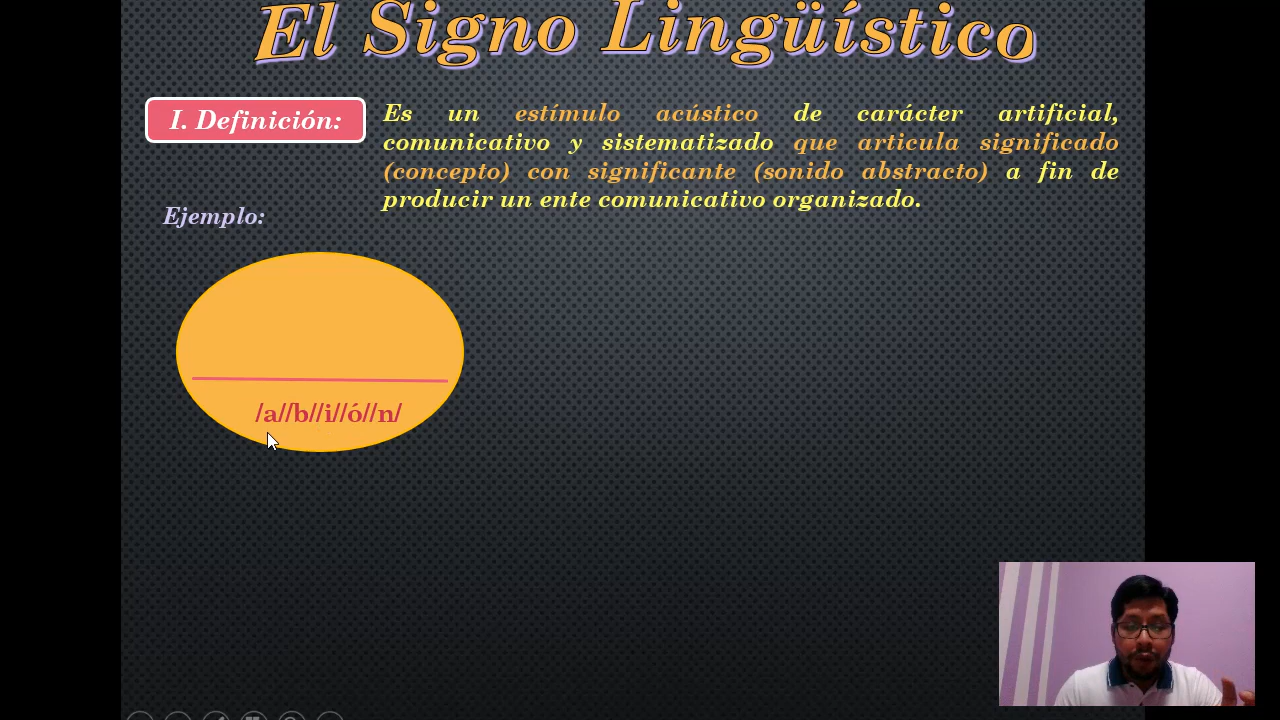 El Signo Lingüístico
I. Definición:
Es un estímulo acústico de carácter artificial,
comunicativo y sistematizado que articula significado
(concepto) con significante (sonido abstracto) a fin de
producir un ente comunicativo organizado.
Ejemplo:
/a//b//i//ó//n/